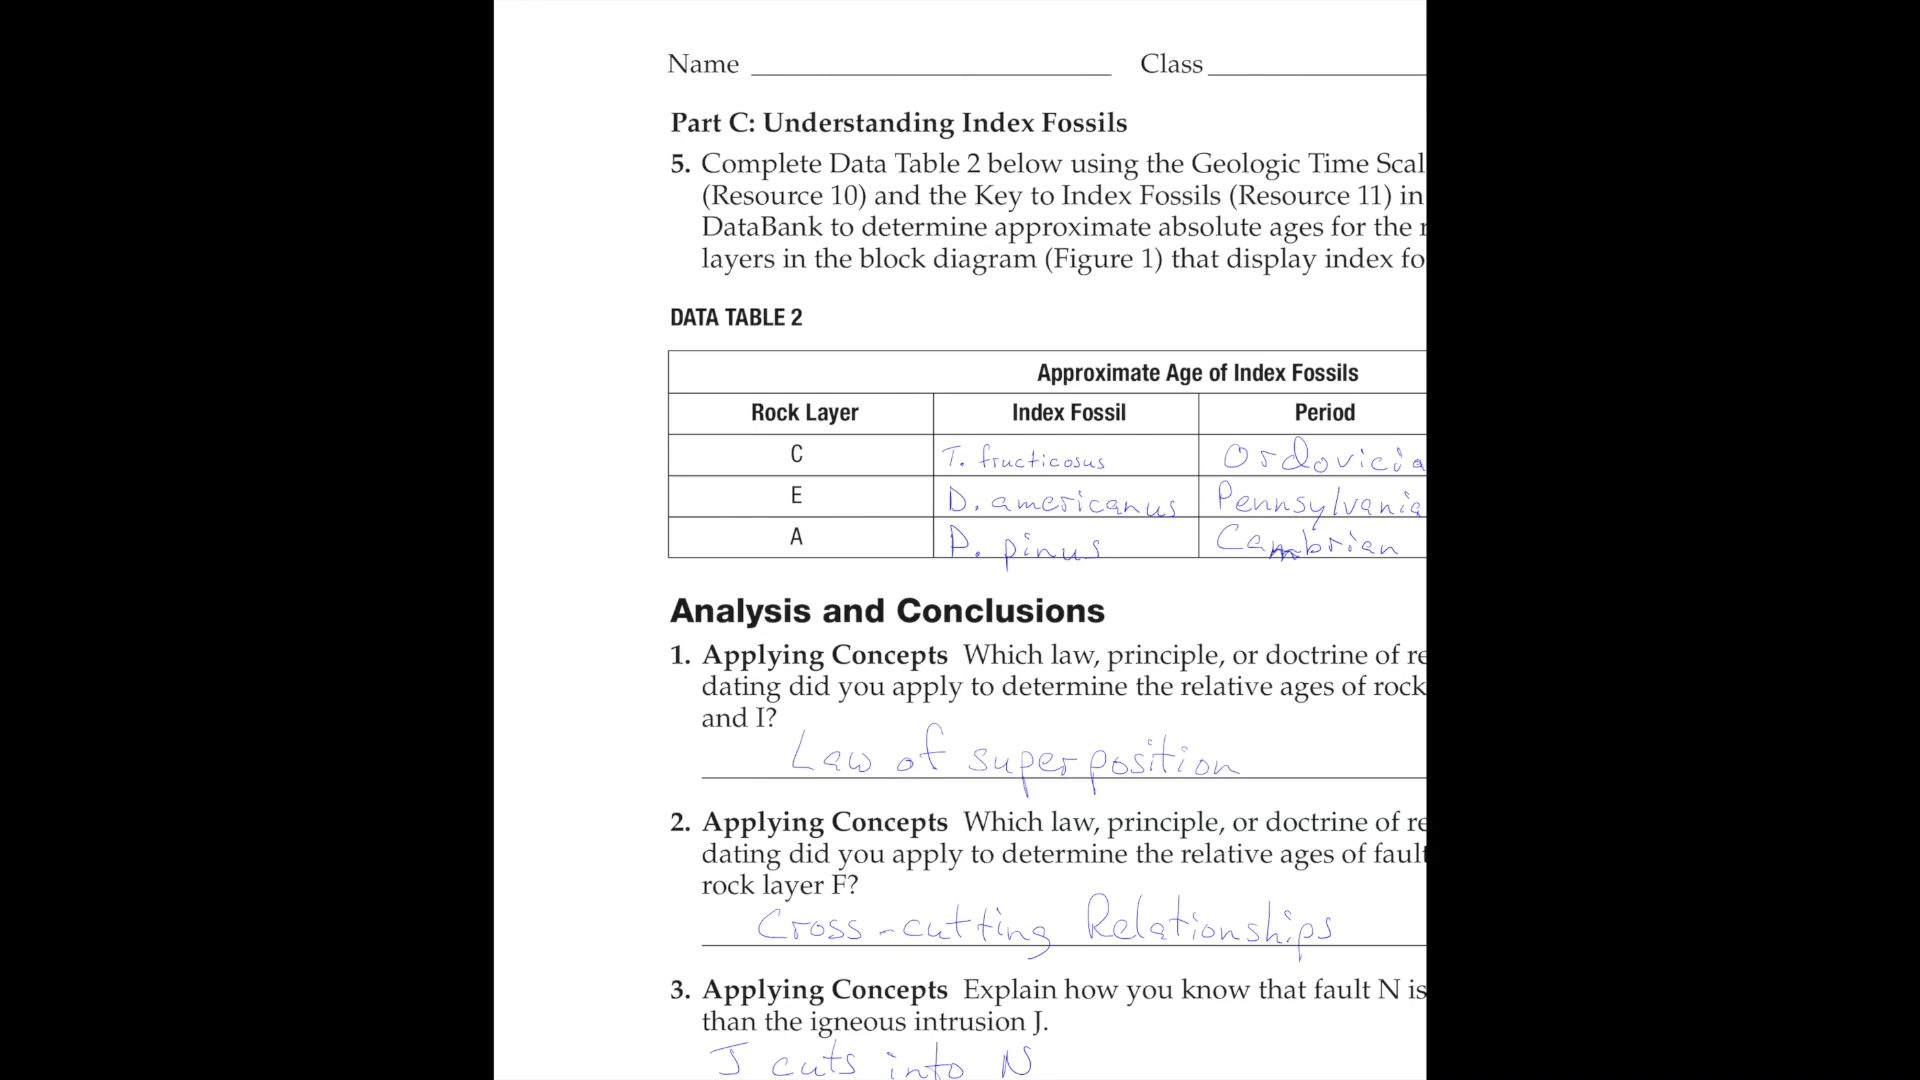 Name Class
Part C: Understanding Index Fossils
5. Complete Data Table 2 below using the Geologic Time Scal
(Resource 10) and the Key to Index Fossils (Resource 11) in
DataBank to determine approximate absolute ages for the
layers in the block diagram (Figure 1) that display index fo
DATA TABLE 2
Approximate Age of Index Fossils
Rock Layer Index Fossil Period
C T. fructicosus Ordovicia
E D. americanus Pennsylvania
A P. pinus Cambrian
Analysis and Conclusions
1. Applying Concepts Which law, principle, or doctrine of re
dating did you apply to determine the relative ages of rock
and I?
Law of superposition
2. Applying Concepts Which law, principle, or doctrine of re
dating did you apply to determine the relative ages of fault
rock layer F?
Cross-cutting Relationships
3. Applying Concepts Explain how you know that fault N is
than the igneous intrusion J.
J cuts into N